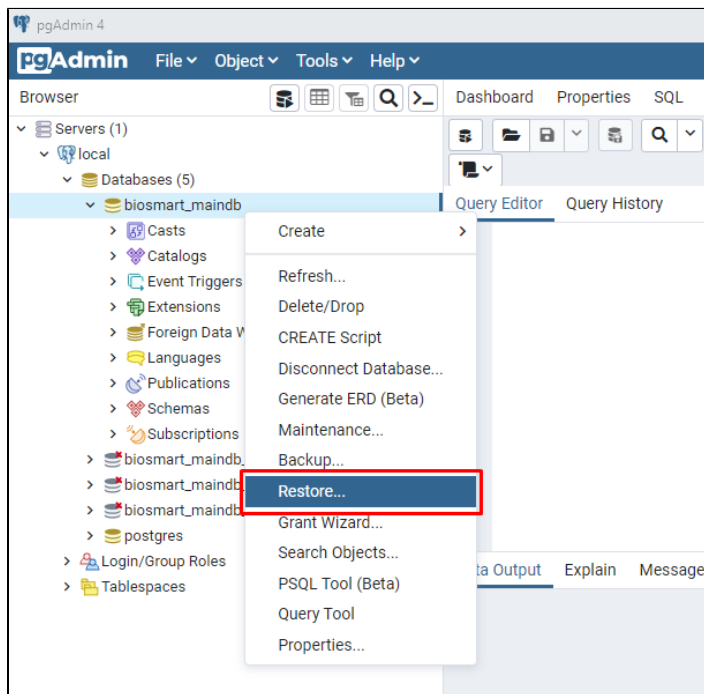 pgAdmin 4
pgAdmin File Object Tools Help
Browser
Dashboard Properties SQL
Servers (1)
local
Databases (5)
biosmart_maindb
Casts
Catalogs
Event Triggers
Extensions
Foreign Data W
Languages
Publications
Schemas
Subscriptions
biosmart_maindb_
biosmart_maindb_
biosmart_maindb
postgres
Login/Group Roles
Tablespaces
Query Editor Query History
Create
Refresh...
Delete/Drop
CREATE Script
Disconnect Database...
Generate ERD (Beta)
Maintenance...
Backup...
Restore...
Grant Wizard...
Search Objects...
PSQL Tool (Beta)
Query Tool
Properties...
ta Output Explain Message